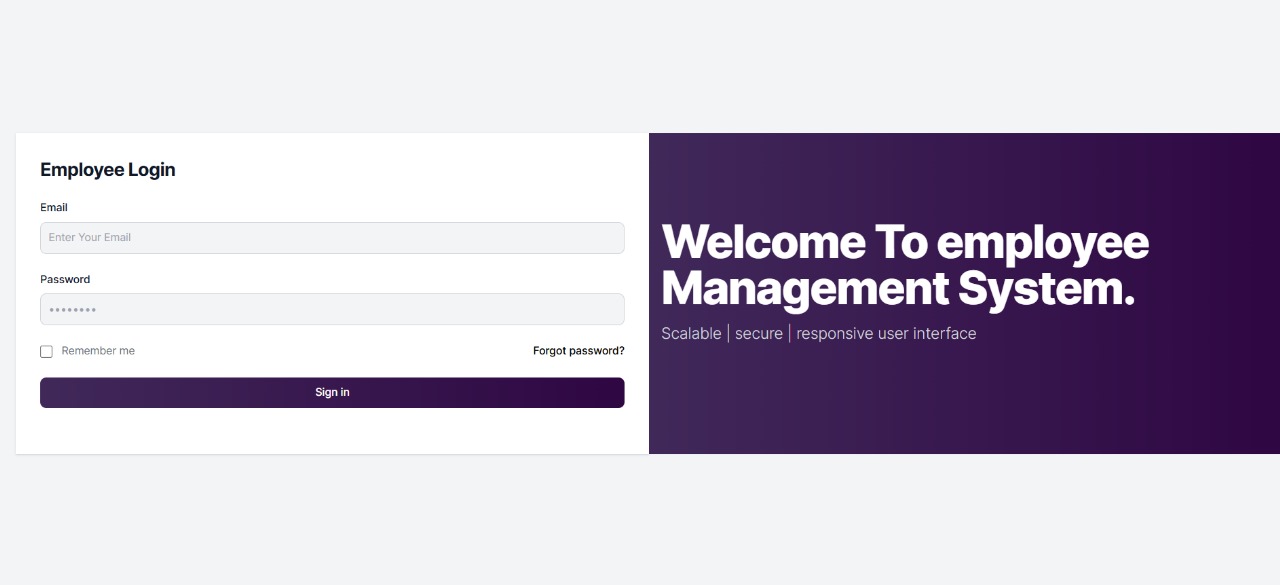 Employee Login
Email
Enter Your Email
Password
••••••••
Remember me
Forgot password?
Sign in
Welcome To employee
Management System.
Scalable | secure | responsive user interface